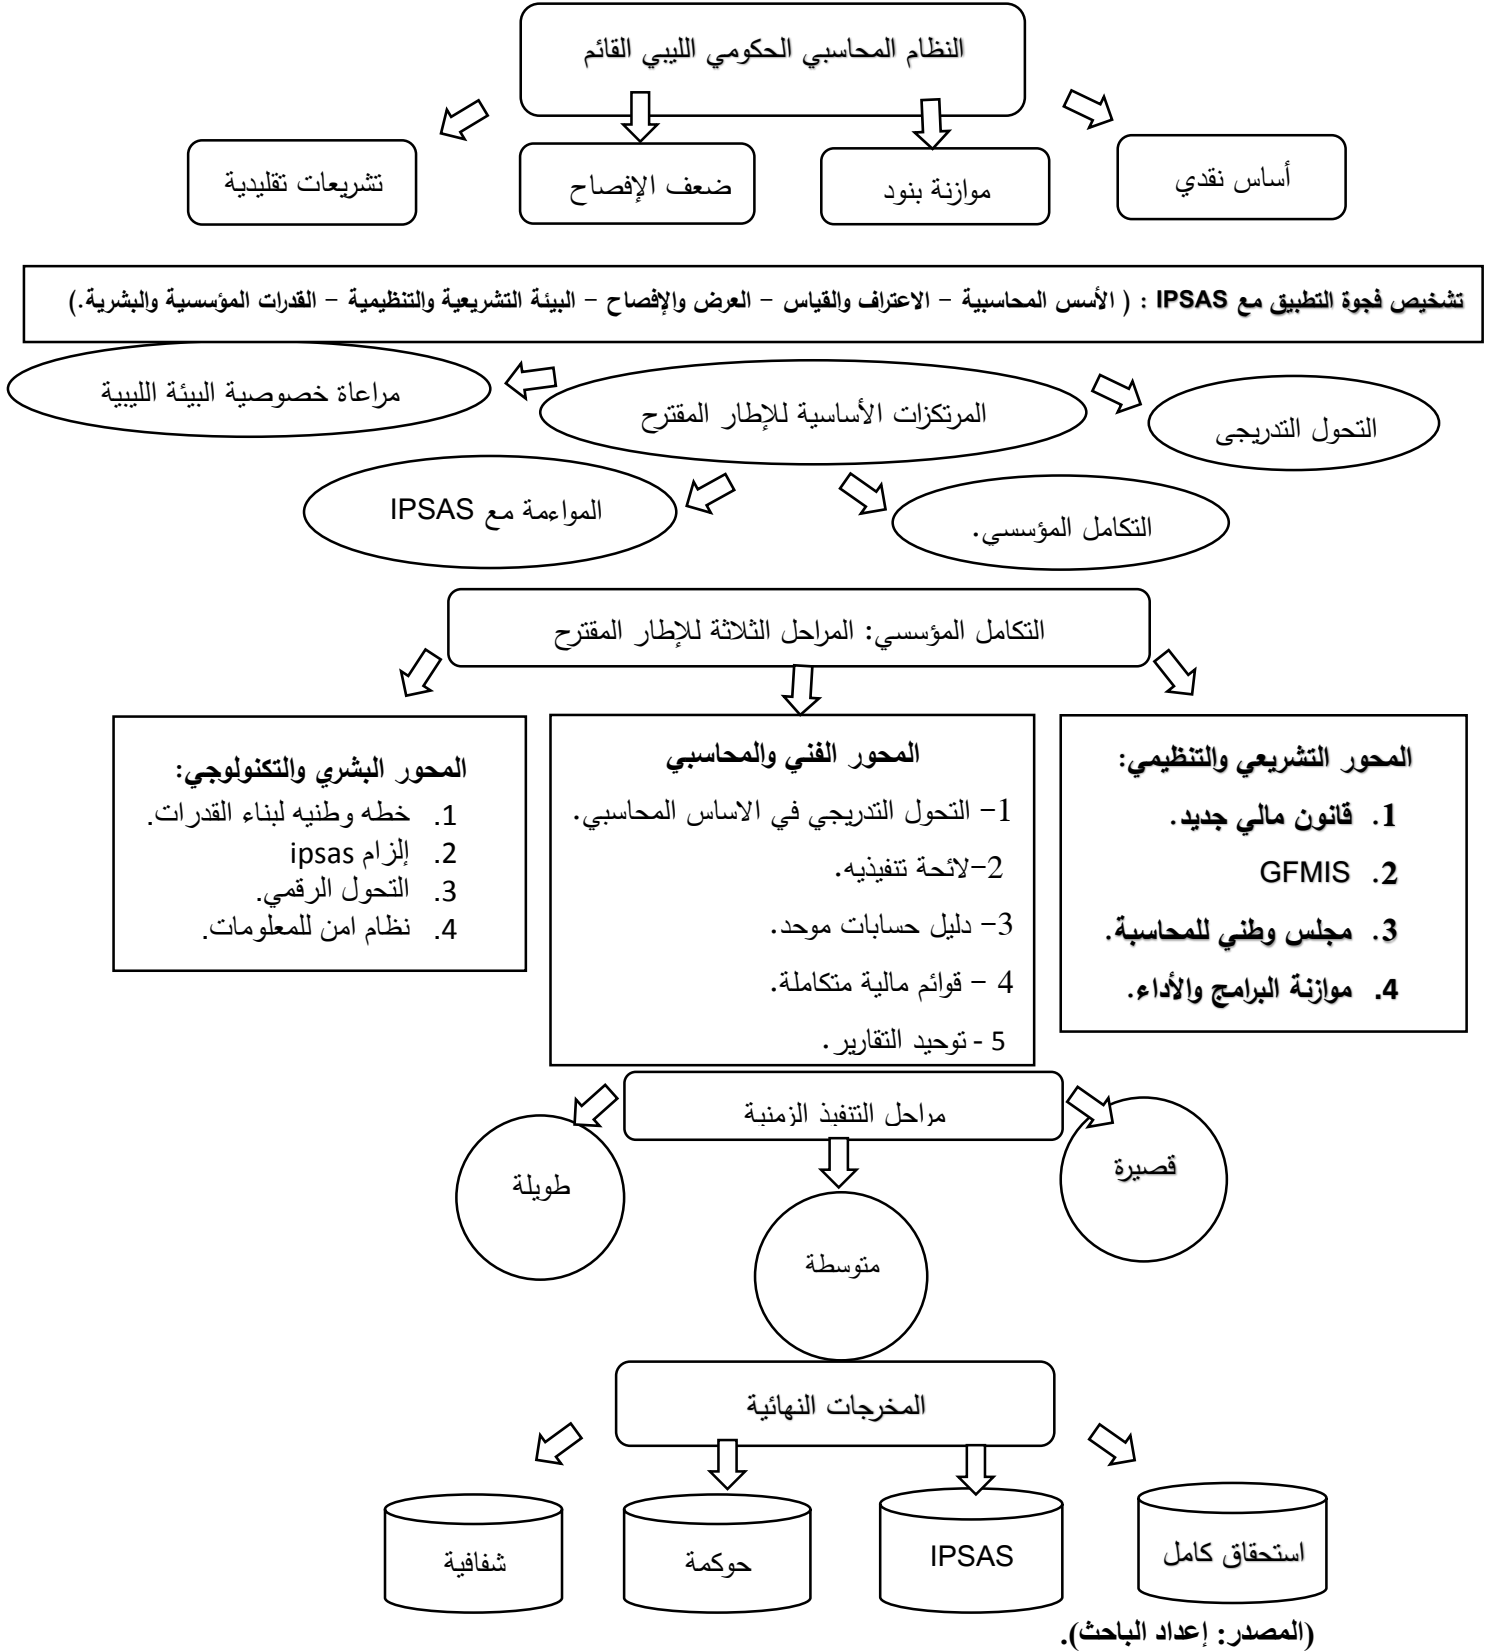 النظام المحاسبي الحكومي الليبي القائم
أساس نقدي
موازنة بنود
ضعف الإفصاح
تشريعات تقليدية
تشخيص فجوة التطبيق مع IPSAS : ( الأسس المحاسبية – الاعتراف والقياس – العرض والإفصاح – البيئة التشريعية والتنظيمية – القدرات المؤسسية والبشرية.)
المرتكزات الأساسية للإطار المقترح
التحول التدريجى
التكامل المؤسسي.
المواءمة مع IPSAS
مراعاة خصوصية البيئة الليبية
التكامل المؤسسي: المراحل الثلاثة للإطار المقترح
المحور التشريعي والتنظيمي:
1. قانون مالي جديد.
2. GFMIS
3. مجلس وطني للمحاسبة.
4. موازنة البرامج والأداء.
المحور الفني والمحاسبي
1– التحول التدريجي في الاساس المحاسبي.
2–لائحة تنفيذيه.
3– دليل حسابات موحد.
4 – قوائم مالية متكاملة.
5 - توحيد التقارير.
المحور البشري والتكنولوجي:
1. خطه وطنيه لبناء القدرات.
2. إلزام ipsas
3. التحول الرقمي.
4. نظام امن للمعلومات.
مراحل التنفيذ الزمنية
قصيرة
متوسطة
طويلة
المخرجات النهائية
استحقاق كامل
IPSAS
حوكمة
شفافية
(المصدر: إعداد الباحث).